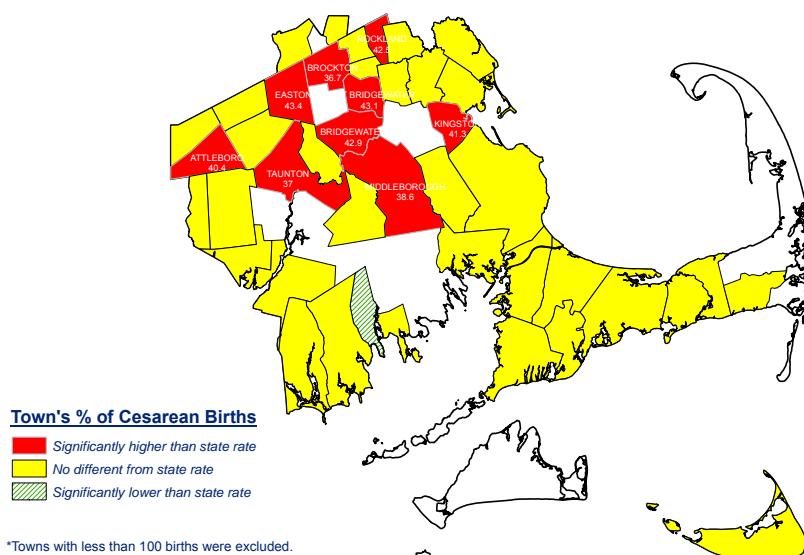 ROCKLAND
42.5
BROCKTON
36.7
EASTON
43.4
BRIDGEWATER
43.1
BRIDGEWATE
42.9
KINGSTO
41.3
ATTLEBORO
40.4
TAUNTON
37
MIDDLEBOROUGH
38.6
Town's % of Cesarean Births
Significantly higher than state rate
No different from state rate
Significantly lower than state rate
*Towns with less than 100 births were excluded.